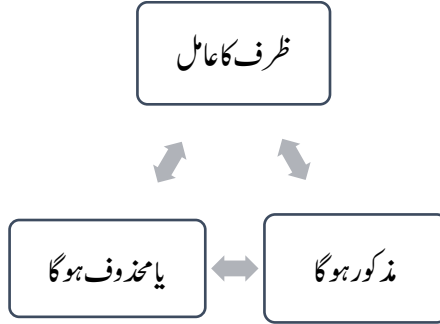 ظرف کا عامل
مذکور ہوگا
یا محذوف ہوگا